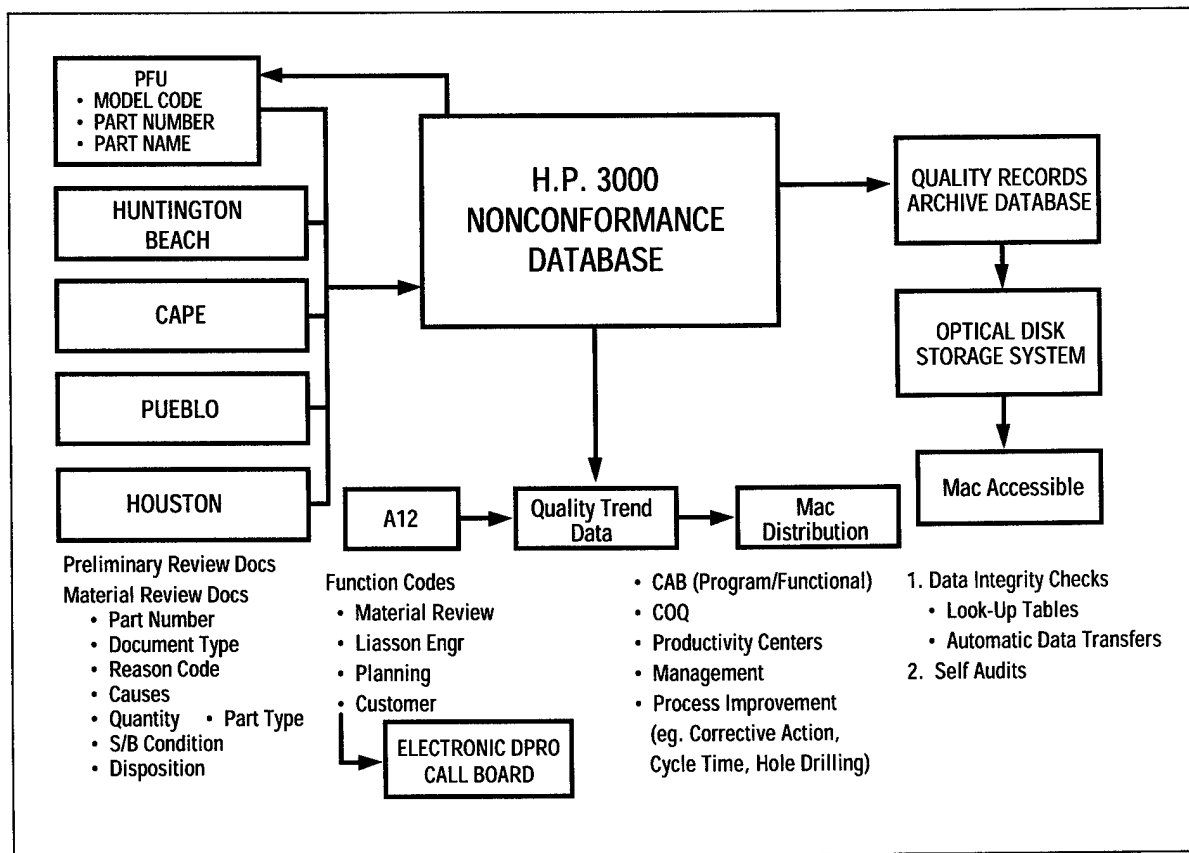 PFU
• MODEL CODE
• PART NUMBER
• PART NAME
HUNTINGTON
BEACH
CAPE
PUEBLO
HOUSTON
H.P. 3000
NONCONFORMANCE
DATABASE
QUALITY RECORDS
ARCHIVE DATABASE
OPTICAL DISK
STORAGE SYSTEM
Mac Accessible
A12
Quality Trend
Data
Mac
Distribution
Preliminary Review Docs
Material Review Docs
• Part Number
• Document Type
• Reason Code
• Causes
• Quantity • Part Type
• S/B Condition
• Disposition
Function Codes
• Material Review
• Liasson Engr
• Planning
• Customer
ELECTRONIC DPRO
CALL BOARD
• CAB (Program/Functional)
• COQ
• Productivity Centers
• Management
• Process Improvement
(eg. Corrective Action,
Cycle Time, Hole Drilling)
1. Data Integrity Checks
• Look-Up Tables
• Automatic Data Transfers
2. Self Audits